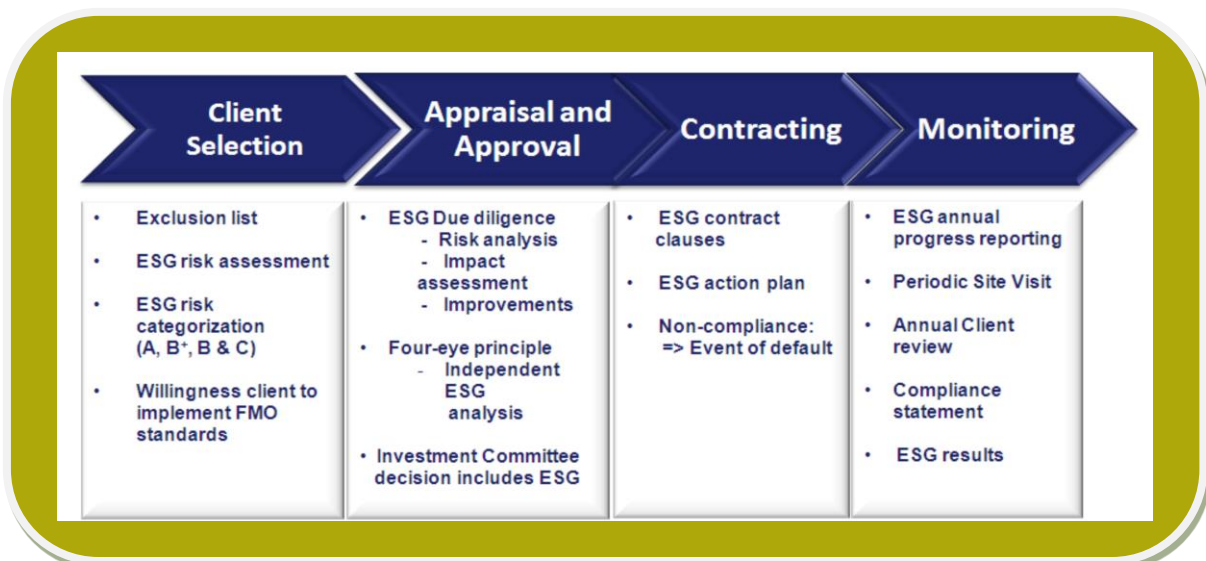 Client
Selection
• Exclusion list
• ESG risk assessment
• ESG risk
categorization
(A, B⁺, B & C)
• Willingness client to
implement FMO
standards
Appraisal and
Approval
• ESG Due diligence
- Risk analysis
- Impact
assessment
- Improvements
• Four-eye principle
- Independent
ESG
analysis
• Investment Committee
decision includes ESG
Contracting
• ESG contract
clauses
• ESG action plan
• Non-compliance:
=> Event of default
Monitoring
• ESG annual
progress reporting
• Periodic Site Visit
• Annual Client
review
• Compliance
statement
• ESG results